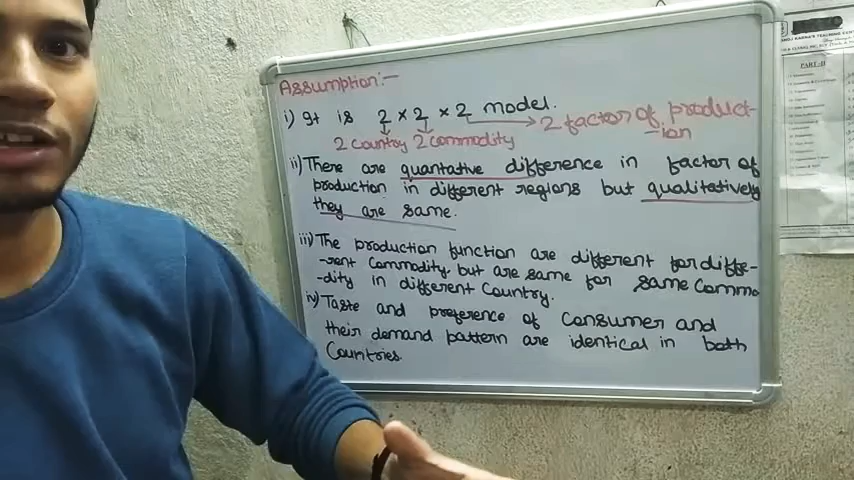 Assumption:-
i) It is 2 × 2 × 2 model.
→ 2 factor of product-
-ion
2 country 2 commodity
ii) There are quantative difference in factor of
production in different regions but qualitatively
they are same.
iii) The production function are different for diffe-
-rent commodity but are same for same commo
-dity in different country.
iv) Taste and preference of consumer and
their demand pattern are identical in both
countries.
PART-II